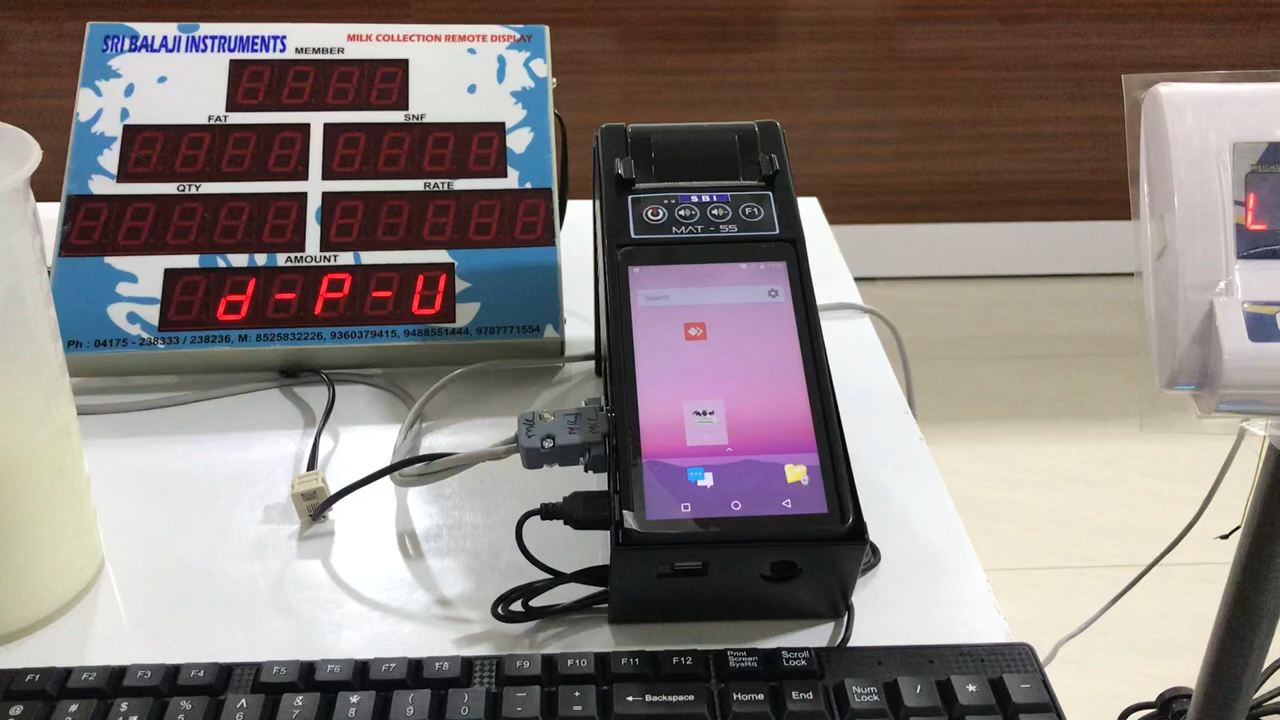 SRI BALAJI INSTRUMENTS
MILK COLLECTION REMOTE DISPLAY
MEMBER
FAT
SNF
QTY
RATE
AMOUNT
d-P-U
Ph : 04175 - 238333 / 238236, M: 8525832226, 9360379415, 9488551444, 9787771554
SBI
F1
MAT - 55
Search
L
F1 F2 F3 F4 F5 F6 F7 F8 F9 F10 F11 F12 Print Screen SysRq Scroll Lock
@ # $ % ^ & * ( ) — - + = ← Backspace Home End Num Lock / * −